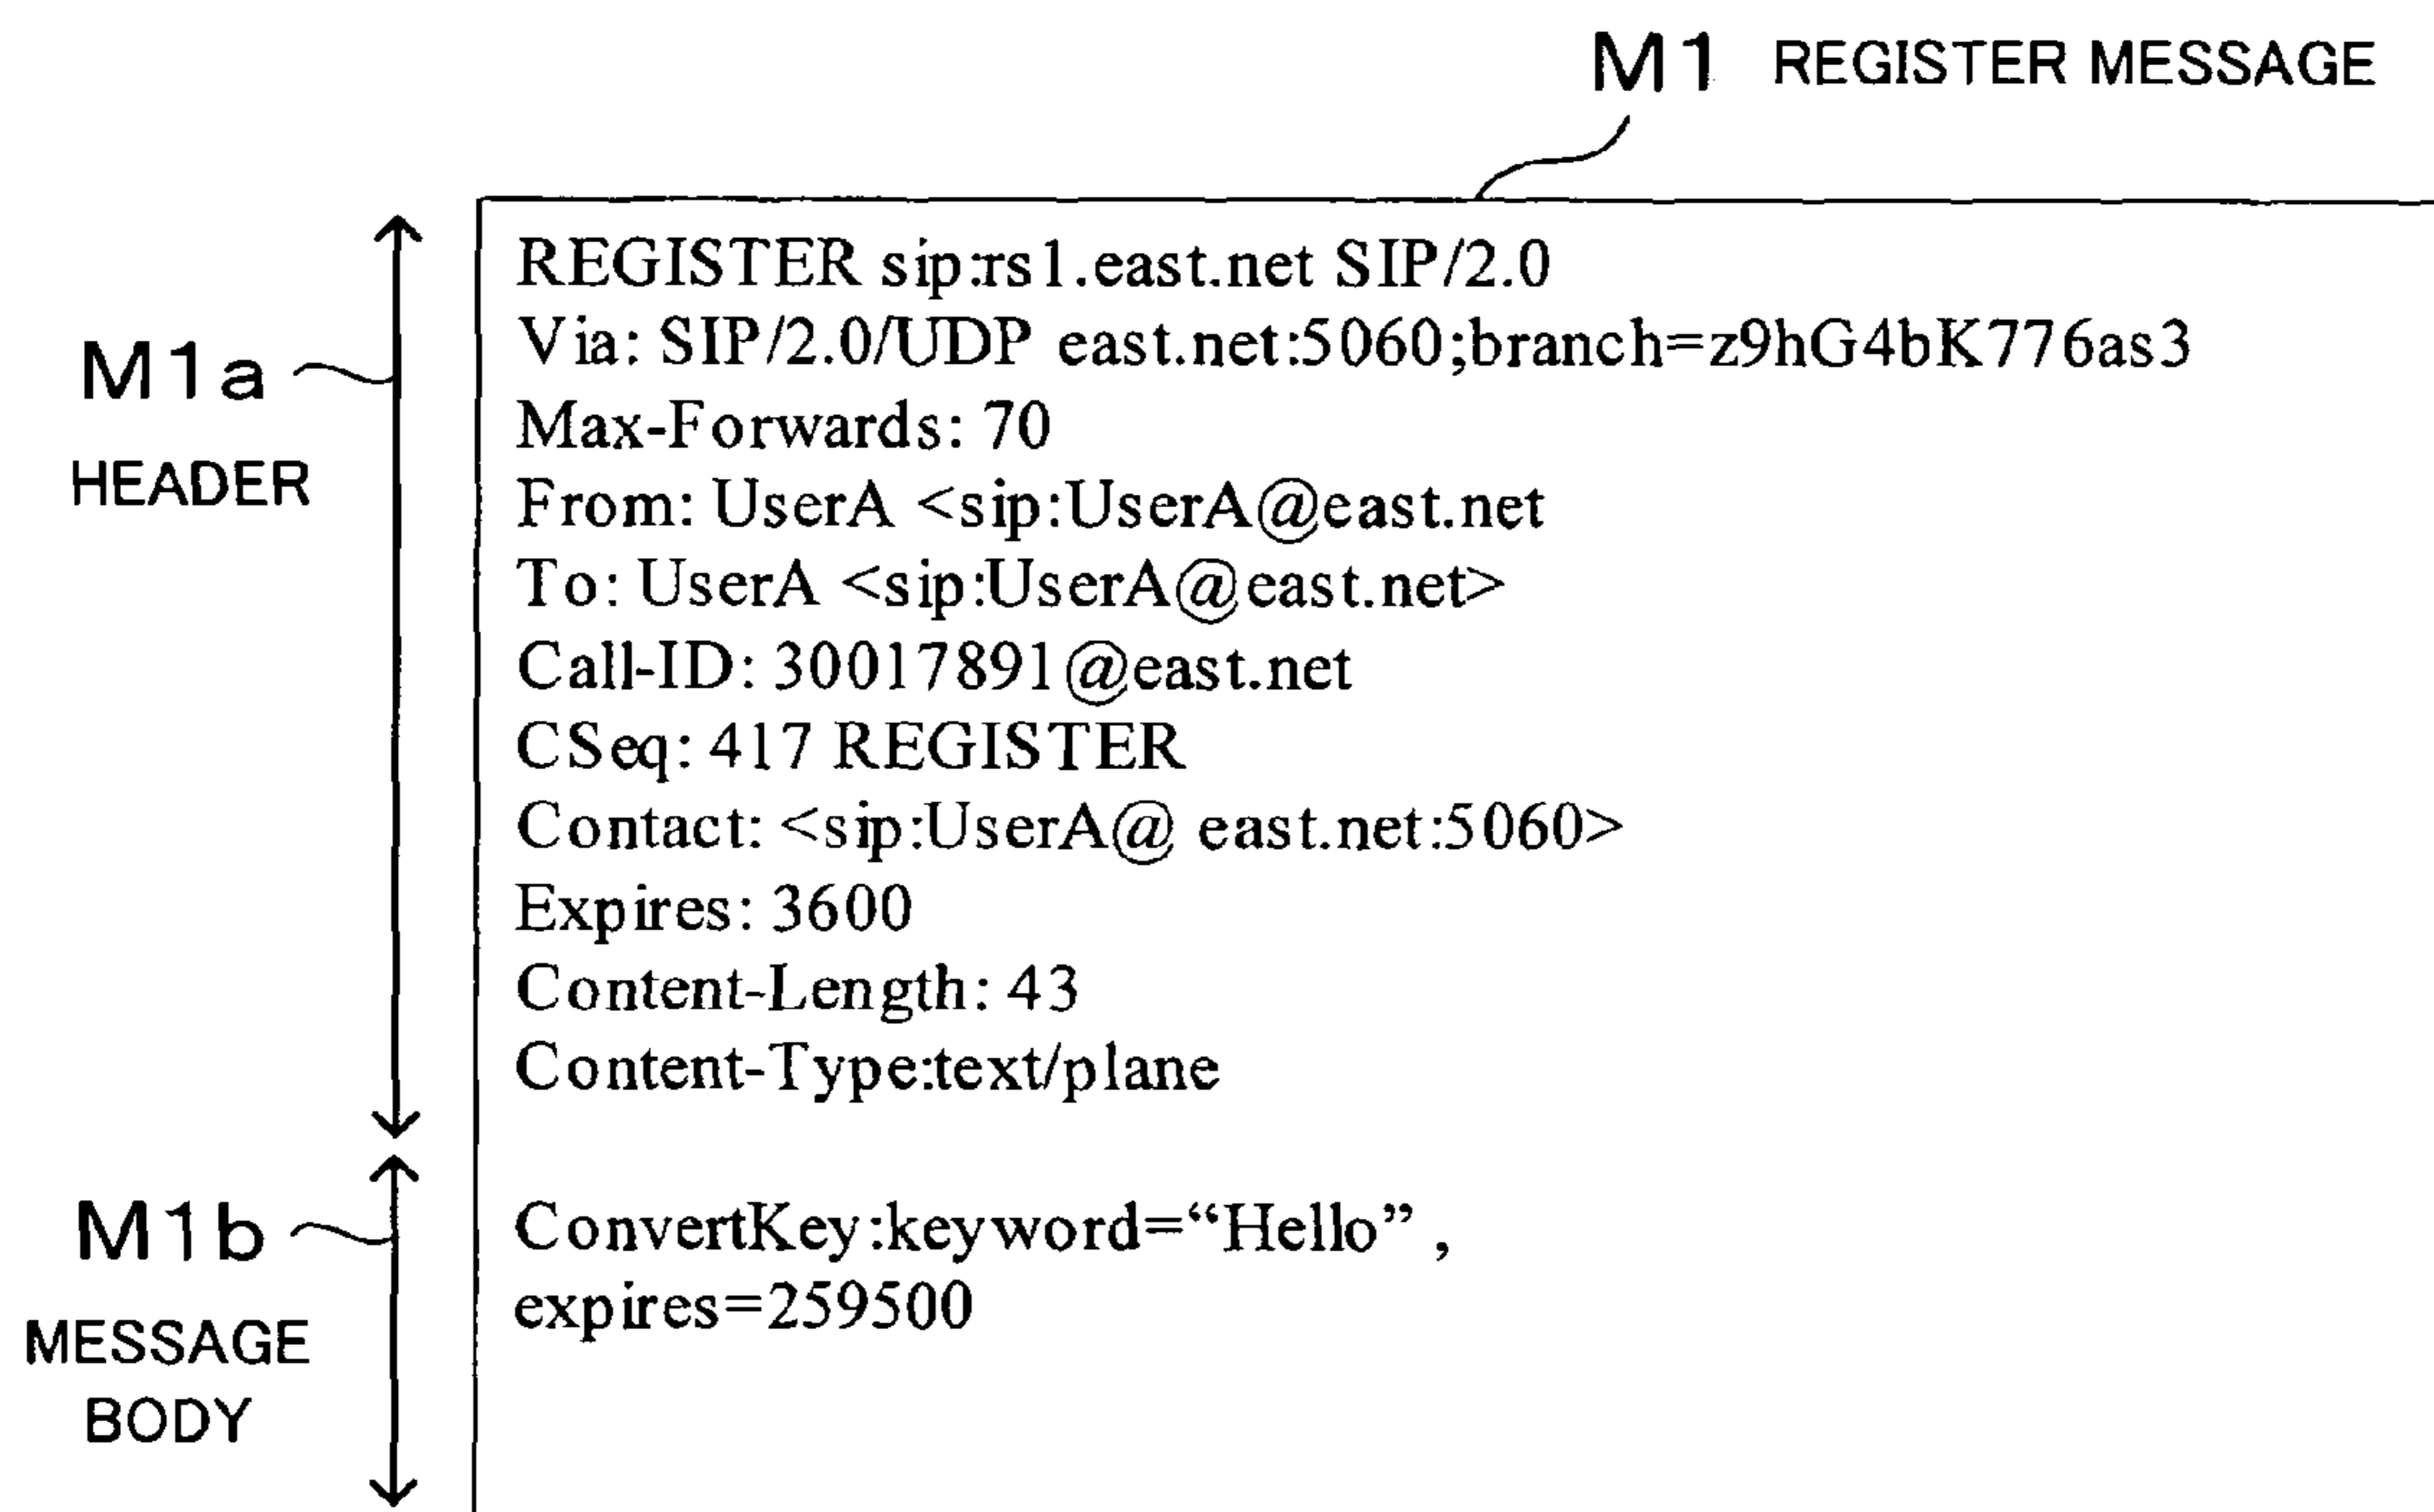 M1 REGISTER MESSAGE
REGISTER sip:rs1.east.net SIP/2.0
Via: SIP/2.0/UDP east.net:5060;branch=z9hG4bK776as3
M1a
Max-Forwards: 70
HEADER
From: UserA <sip:UserA@east.net
To: UserA <sip:UserA@east.net>
Call-ID: 30017891@east.net
CSeq: 417 REGISTER
Contact: <sip:UserA@ east.net:5060>
Expires: 3600
Content-Length: 43
Content-Type:text/plane
M1b
MESSAGE
BODY
ConvertKey:keyword=“Hello” ,
expires=259500